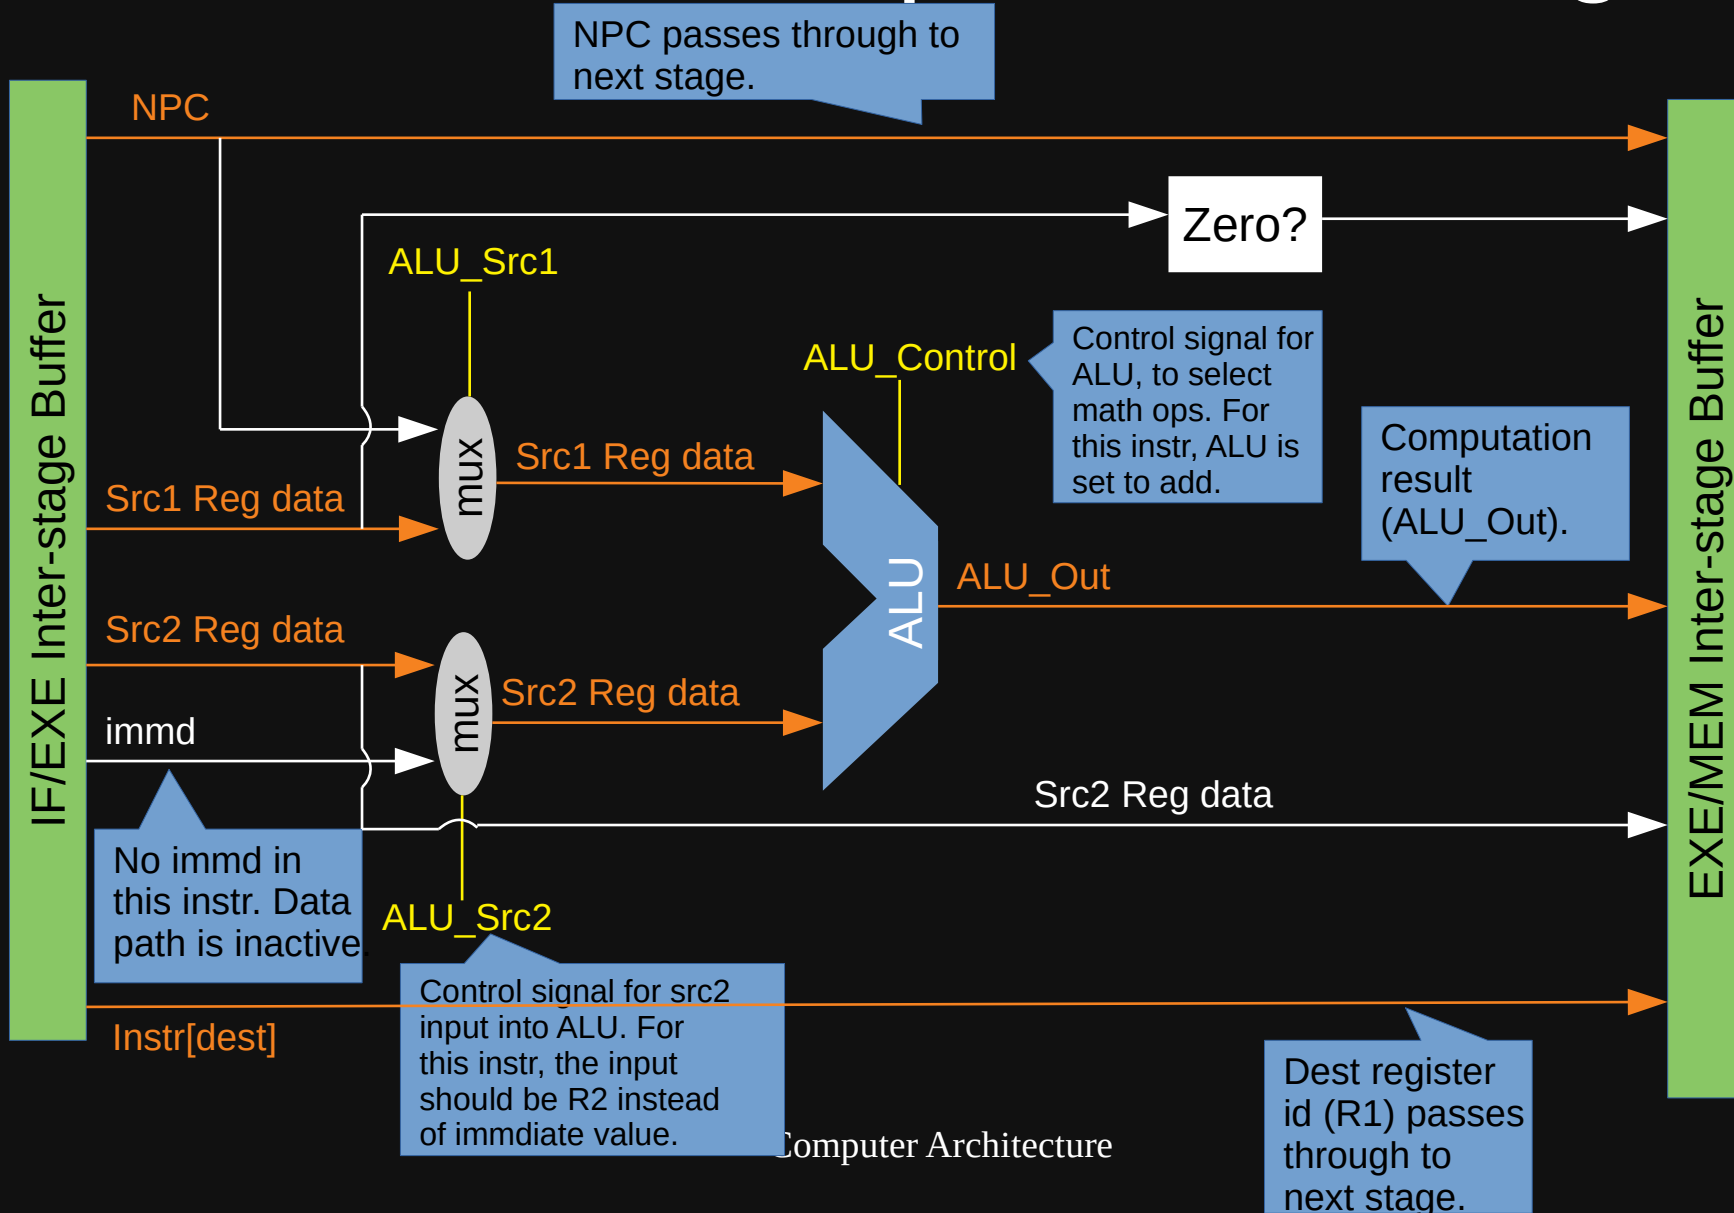 NPC passes through to
next stage.
NPC
Zero?
ALU_Src1
ALU_Control
Control signal for
ALU, to select
math ops. For
this instr, ALU is
set to add.
Computation
result
(ALU_Out).
mux
Src1 Reg data
Src1 Reg data
IF/EXE Inter-stage Buffer
EXE/MEM Inter-stage Buffer
ALU
ALU_Out
Src2 Reg data
mux
Src2 Reg data
immd
Src2 Reg data
No immd in
this instr. Data
path is inactive.
ALU_Src2
Control signal for src2
input into ALU. For
this instr, the input
should be R2 instead
of immdiate value.
Instr[dest]
Dest register
id (R1) passes
through to
next stage.
Computer Architecture